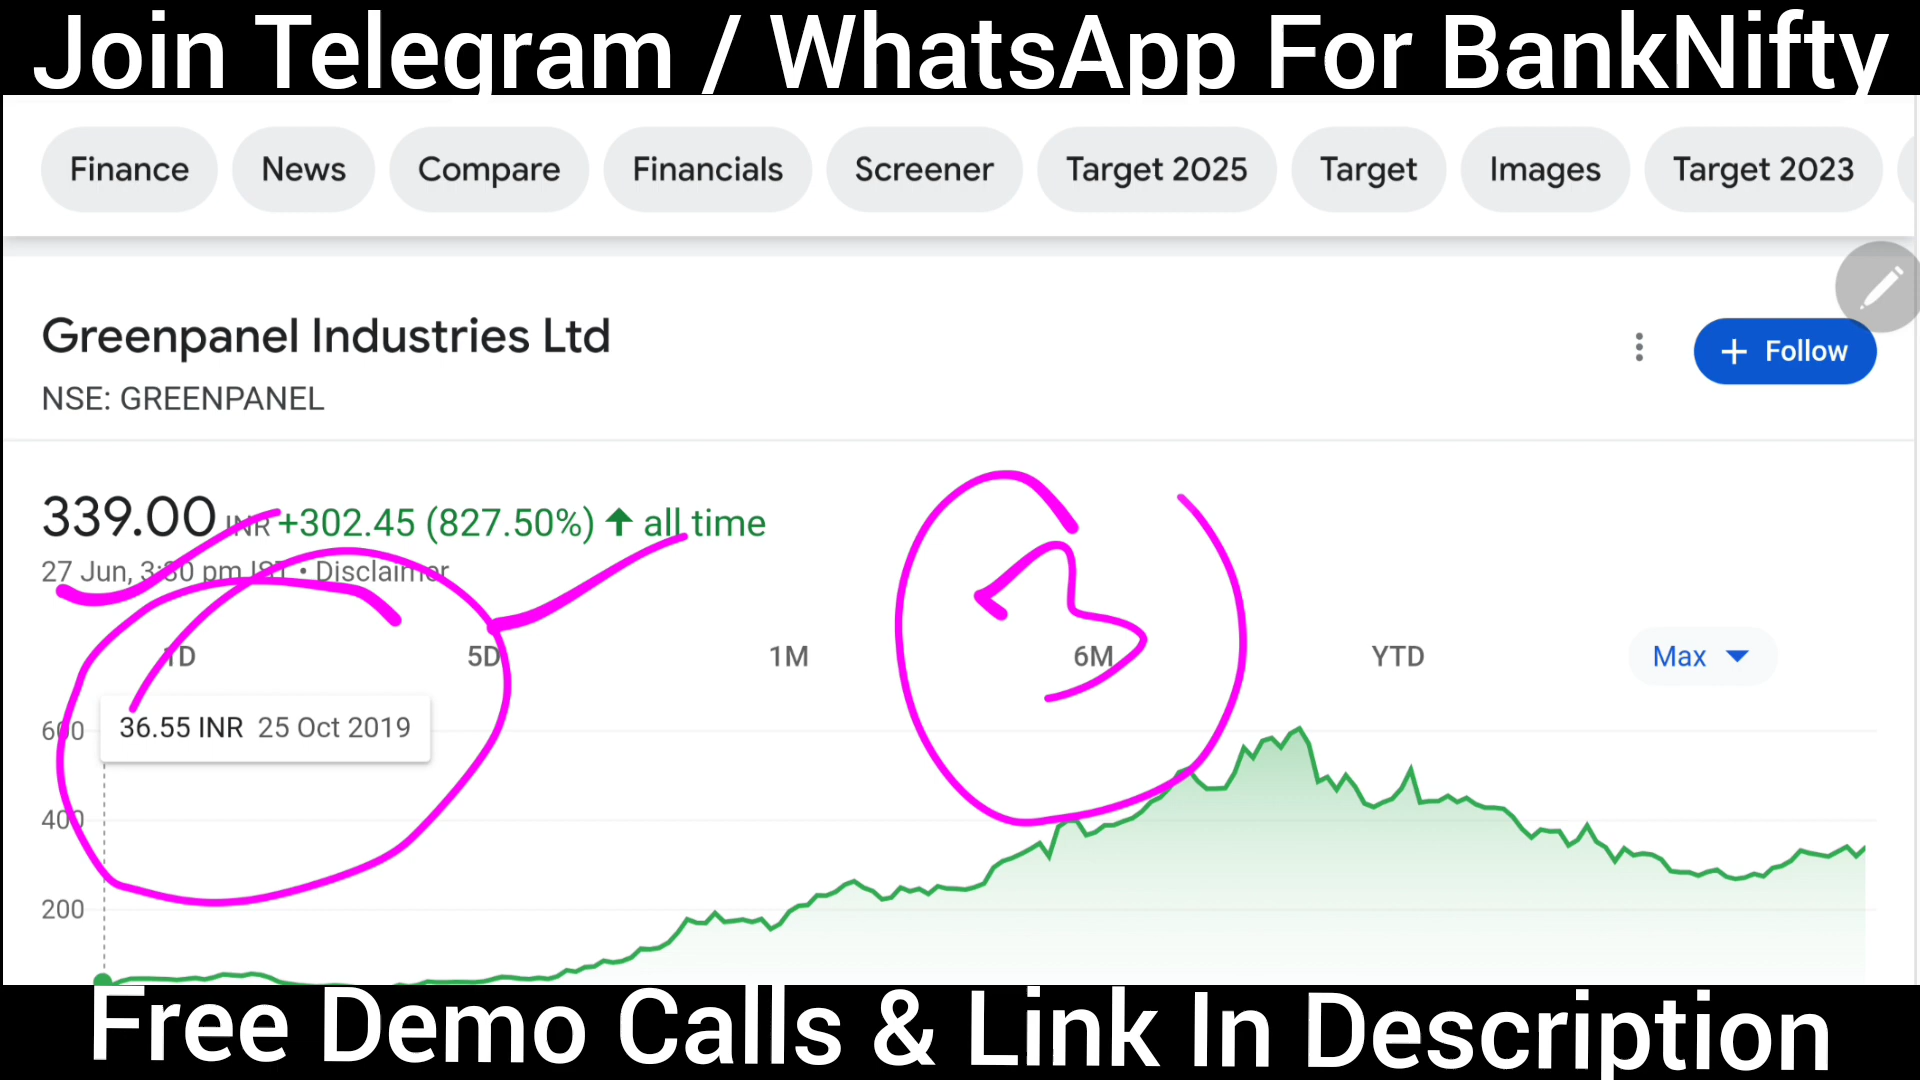 Join Telegram / WhatsApp For BankNifty
Finance News Compare Financials Screener Target 2025 Target Images Target 2023
Greenpanel Industries Ltd
+ Follow
NSE: GREENPANEL
339.00 INR +302.45 (827.50%) ↑ all time
27 Jun, 3:30 pm IST • Disclaimer
3
1D 5D 1M 6M YTD Max
600
36.55 INR 25 Oct 2019
400
200
Free Demo Calls & Link In Description